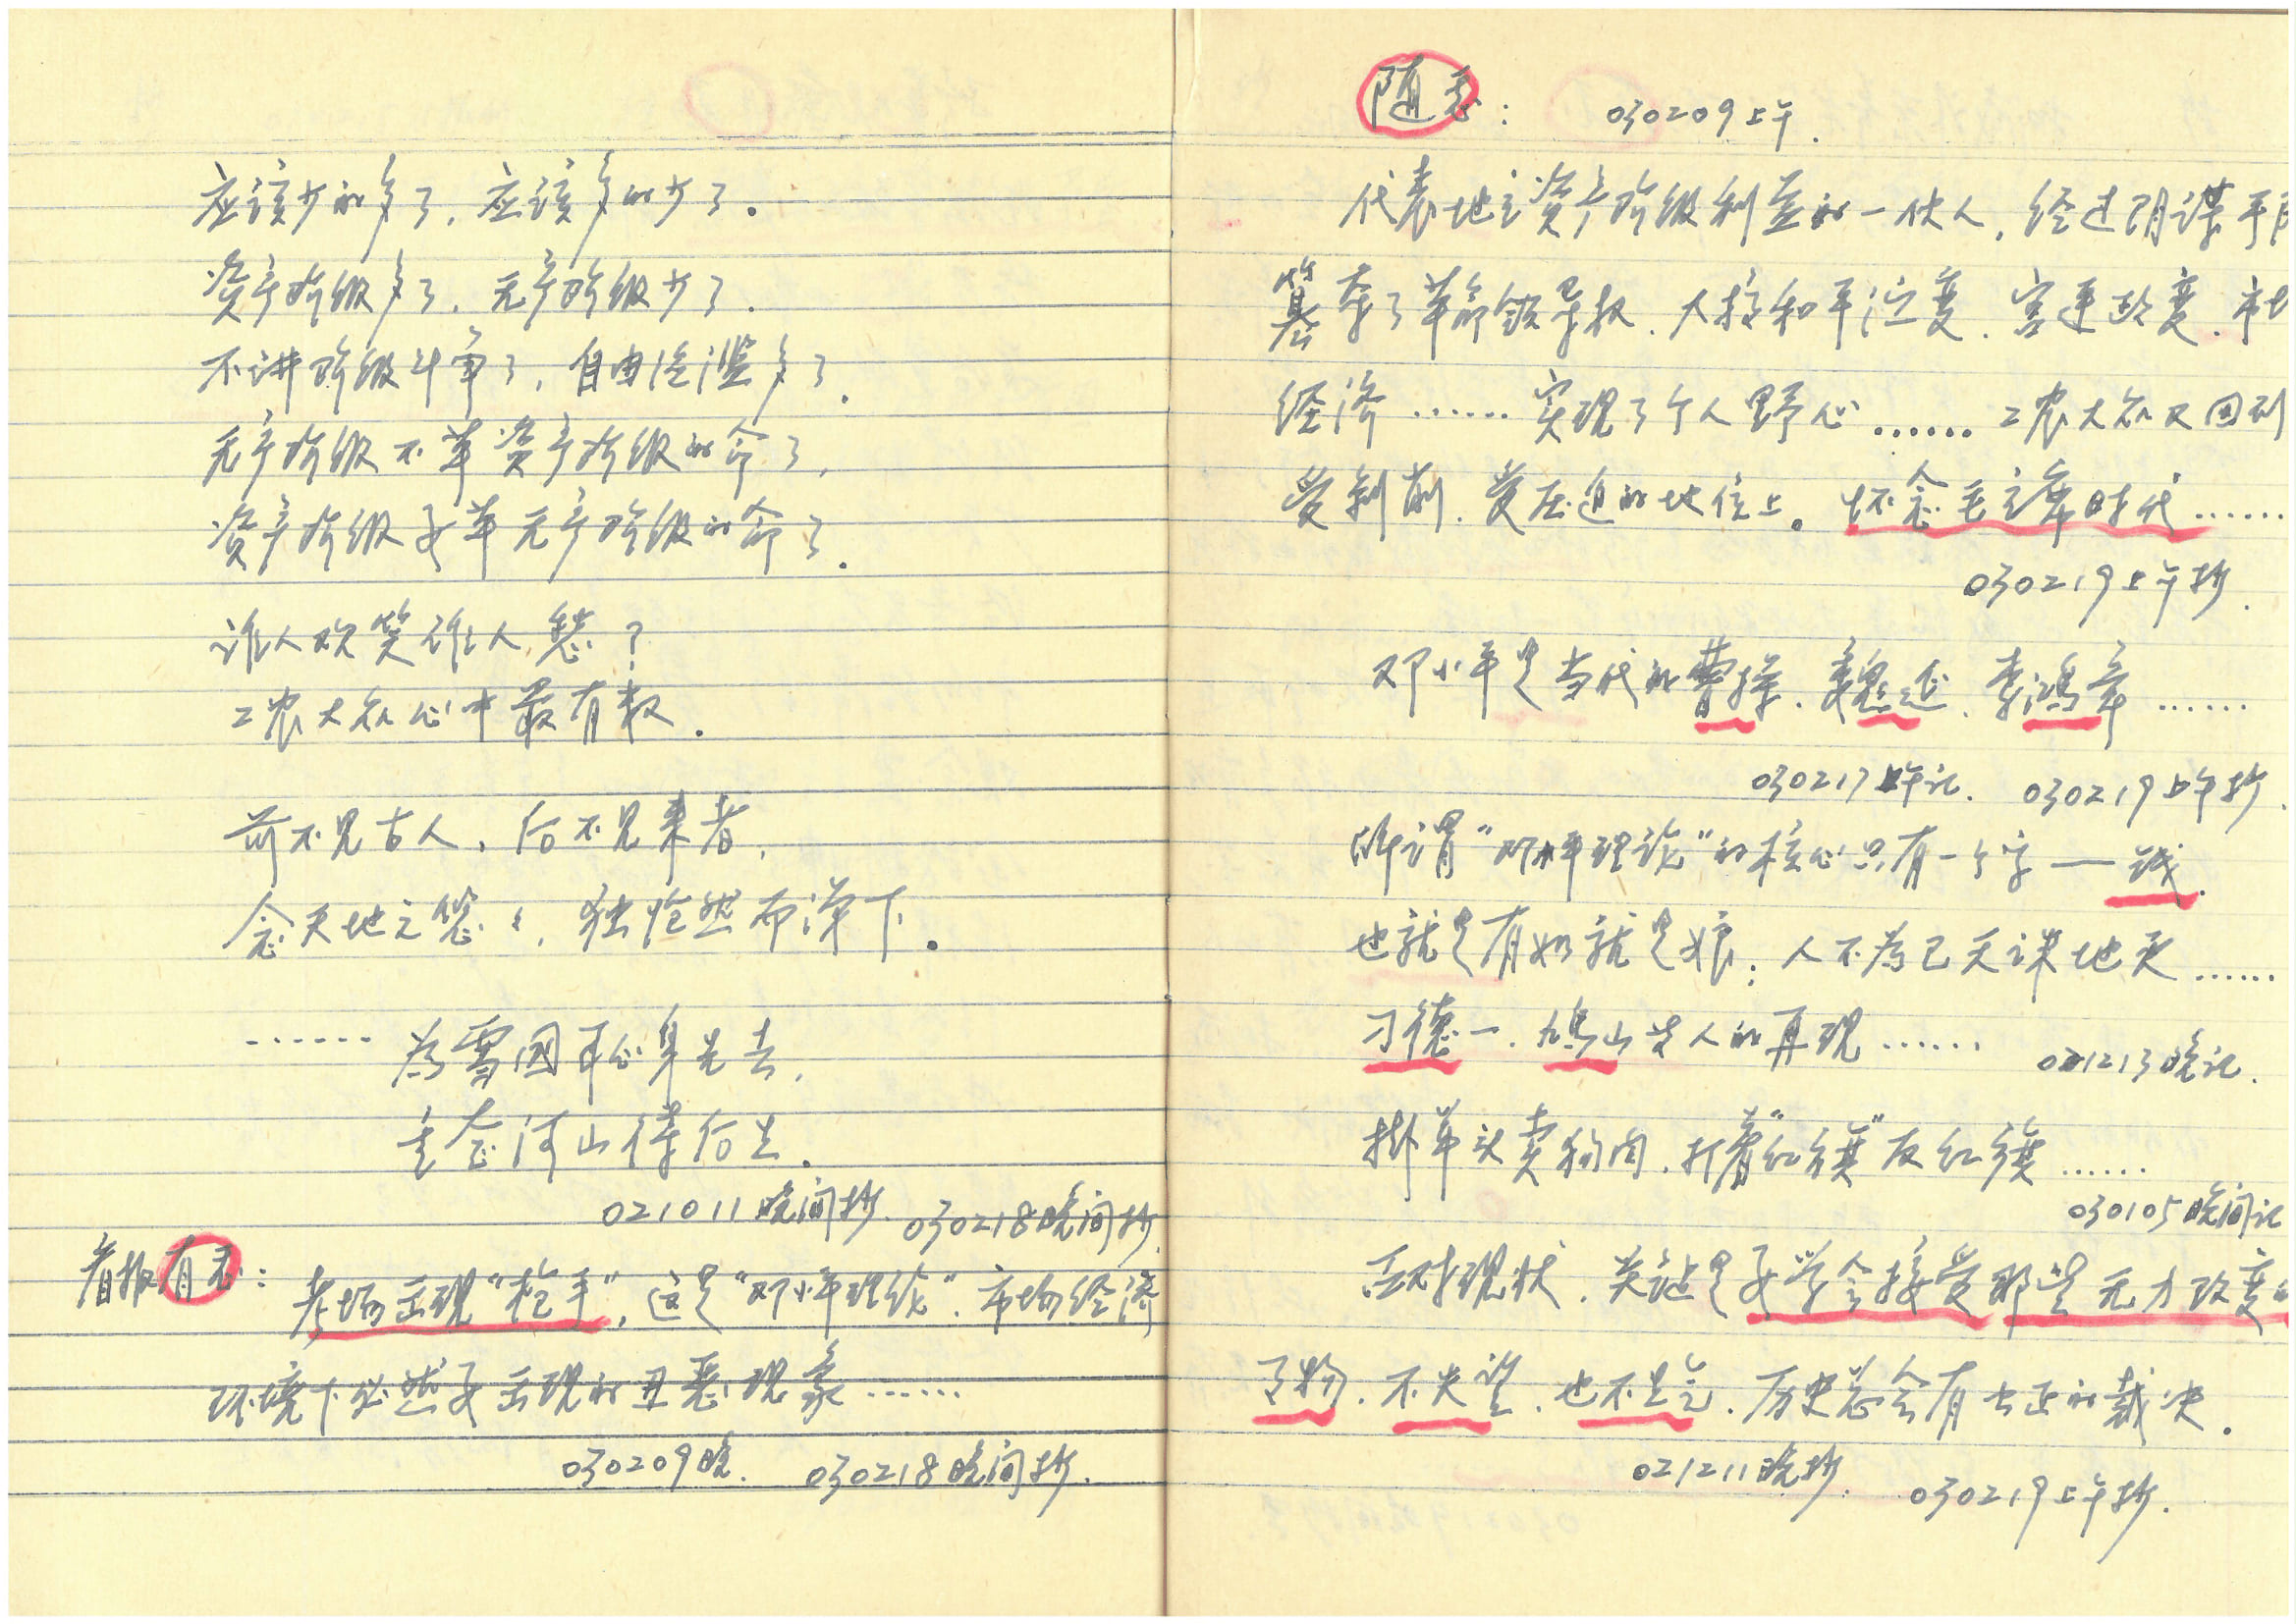 应该少的多了，应该多的少了。
资产阶级多了，无产阶级少了，
不讲阶级斗争了，自由泛滥多了，
无产阶级不革资产阶级的命了，
资产阶级要革无产阶级的命了。
谁人欢笑谁人愁？
工农大众心中最有数。
前不见古人，后不见来者，
念天地之悠々，独怆然而涕下。
……为雪国耻心身先去，
重会河山待后生。
021011晚间抄. 030218晚间抄.
看报有感：考场出现“枪手”，这是“邓小平理论”、市场经济
环境下必然要出现的丑恶现象……
030209晚. 030218晚间抄.
随感： 030209上午.
代表地主资产阶级利益的一伙人，经过阴谋手
篡夺了革命领导权、大搞和平演变、宫廷政变、市
经济……实现了个人野心……工农大众又回到
受剥削、受压迫的地位上。怀念毛主席时代……
030219上午抄.
邓小平是当代的曹操、魏延、李鸿章……
030217上午记. 030219上午抄.
所谓“邓小平理论”的核心只有一个字——钱.
也就是有奶就是娘；人不为己天诛地灭……
刁德一、鸠山等人的再现……
021213晚记.
挂羊头卖狗肉、打着“红旗”反红旗……
030105晚间记
面对现状，关键是要学会接受那些无力改变的
事物、不失望、也不生气、历史总会有公正的裁决。
021211晚抄. 030219上午抄.